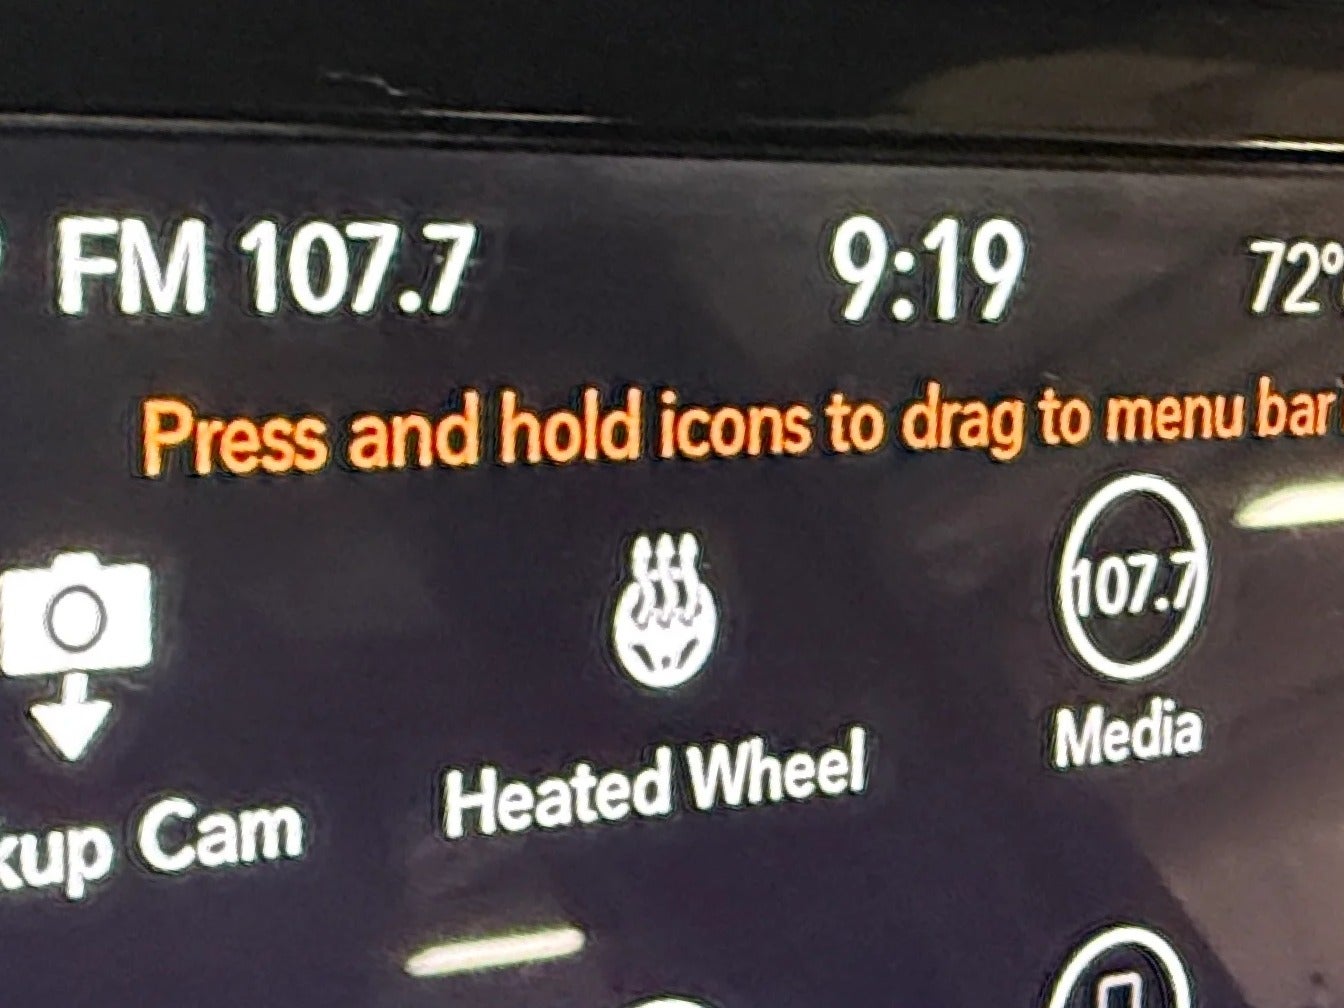 FM 107.7 9:19 72°
Press and hold icons to drag to menu bar
107.7
Media
Heated Wheel
kup Cam